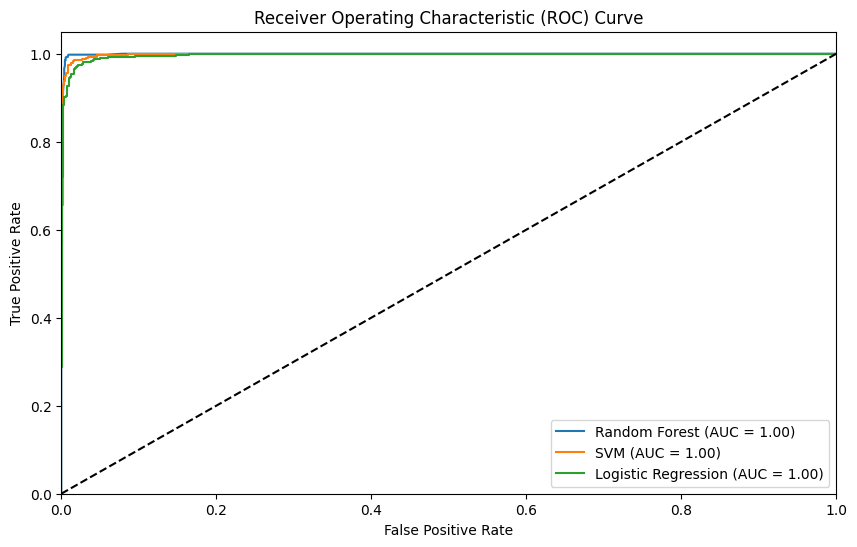 Receiver Operating Characteristic (ROC) Curve
1.0
0.8
0.6
0.4
0.2
0.0
True Positive Rate
0.0 0.2 0.4 0.6 0.8 1.0
False Positive Rate
Random Forest (AUC = 1.00)
SVM (AUC = 1.00)
Logistic Regression (AUC = 1.00)